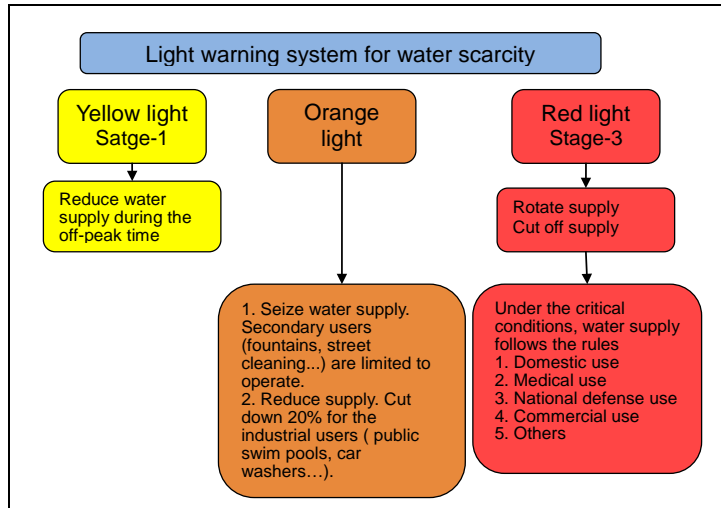 Light warning system for water scarcity
Yellow light
Satge-1
Reduce water
supply during the
off-peak time
Orange
light
1. Seize water supply.
Secondary users
(fountains, street
cleaning...) are limited to
operate.
2. Reduce supply. Cut
down 20% for the
industrial users ( public
swim pools, car
washers…).
Red light
Stage-3
Rotate supply
Cut off supply
Under the critical
conditions, water supply
follows the rules
1. Domestic use
2. Medical use
3. National defense use
4. Commercial use
5. Others